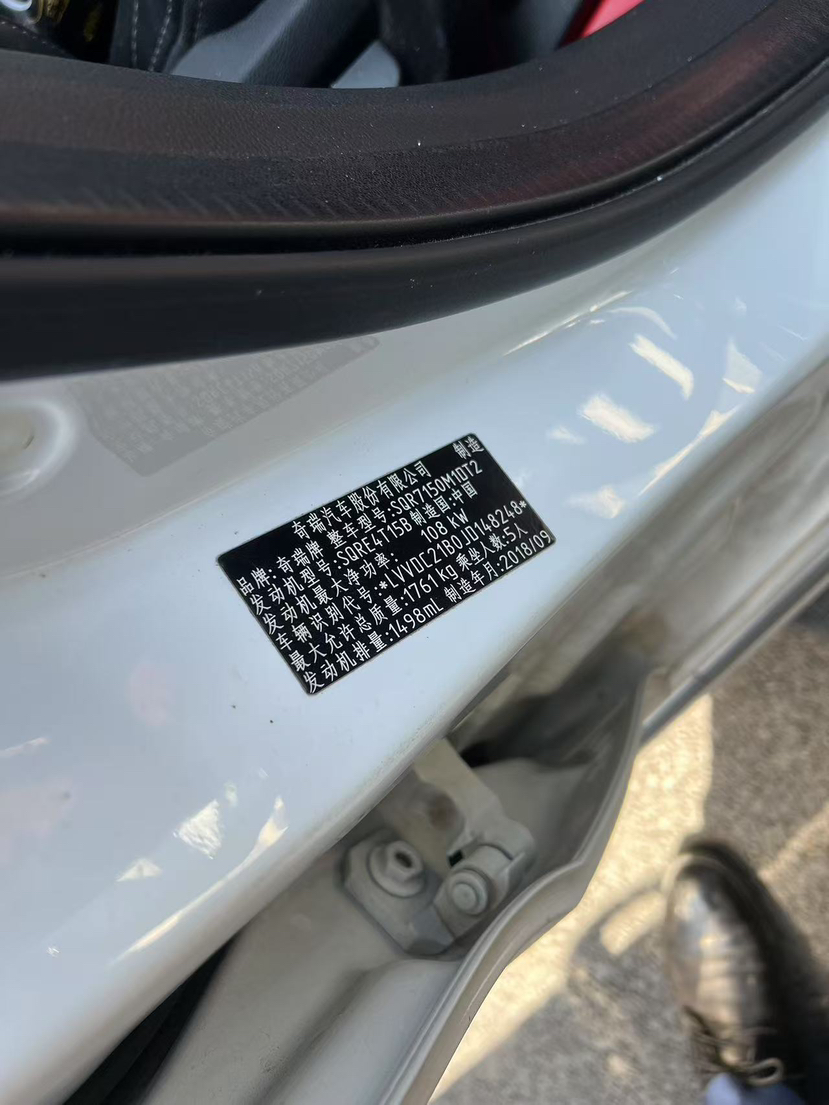 奇瑞汽车股份有限公司 制造
品牌: 奇瑞牌 整车型号:SQR7150M1DT2
发动机型号:SQRE4T15B 制造国:中国
发动机最大净功率: 108 kW
车辆识别代号:*LVVDC21B0JD148248*
最大允许总质量:1761 kg 乘坐人数:5人
发动机排量:1498mL 制造年月:2018/09